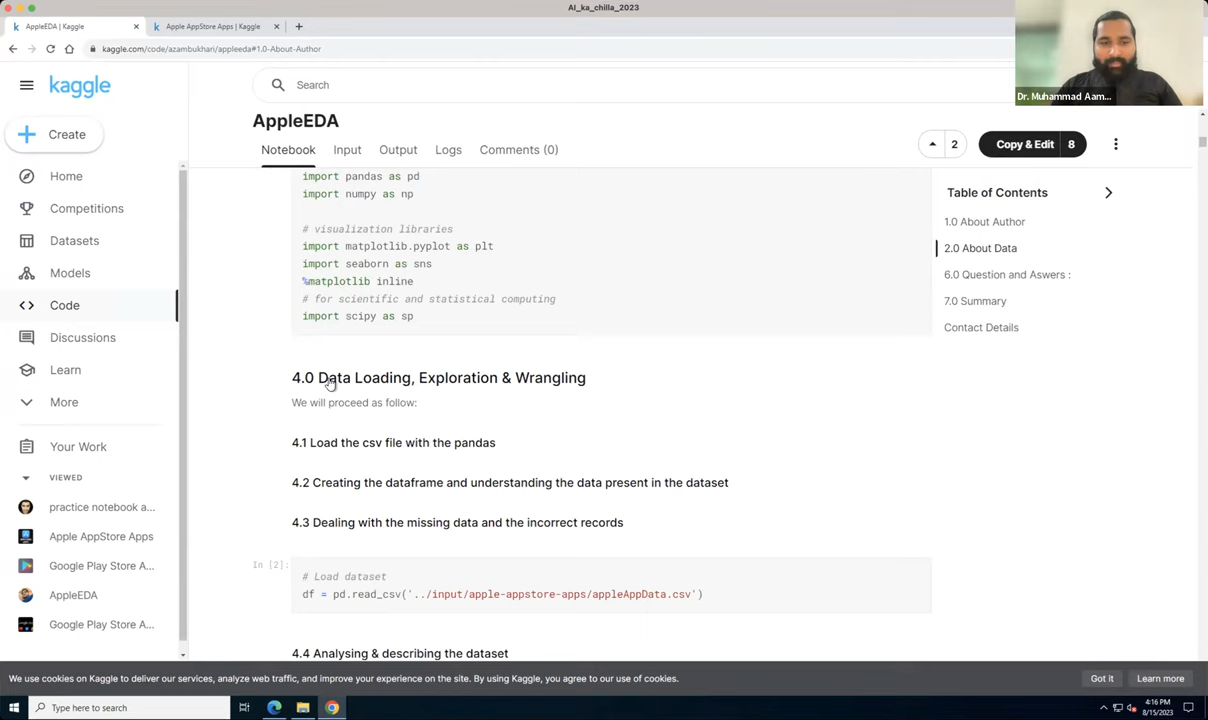 AI_ka_chilla_2023
AppleEDA | Kaggle
Apple AppStore Apps | Kaggle
kaggle.com/code/azambukhari/appleeda#1.0-About-Author
Dr. Muhammad Aam...
kaggle
Search
Create
Home
Competitions
Datasets
Models
Code
Discussions
Learn
More
Your Work
VIEWED
practice notebook a...
Apple AppStore Apps
Google Play Store A...
AppleEDA
Google Play Store A...
AppleEDA
Notebook
Input
Output
Logs
Comments (0)
2
Copy & Edit 8
import pandas as pd
import numpy as np
# visualization libraries
import matplotlib.pyplot as plt
import seaborn as sns
%matplotlib inline
# for scientific and statistical computing
import scipy as sp
4.0 Data Loading, Exploration & Wrangling
We will proceed as follow:
4.1 Load the csv file with the pandas
4.2 Creating the dataframe and understanding the data present in the dataset
4.3 Dealing with the missing data and the incorrect records
In [2]:
# Load dataset
df = pd.read_csv('../input/apple-appstore-apps/appleAppData.csv')
4.4 Analysing & describing the dataset
Table of Contents
1.0 About Author
2.0 About Data
6.0 Question and Aswers :
7.0 Summary
Contact Details
We use cookies on Kaggle to deliver our services, analyze web traffic, and improve your experience on the site. By using Kaggle, you agree to our use of cookies.
Got it
Learn more
Type here to search
4:16 PM
8/15/2023